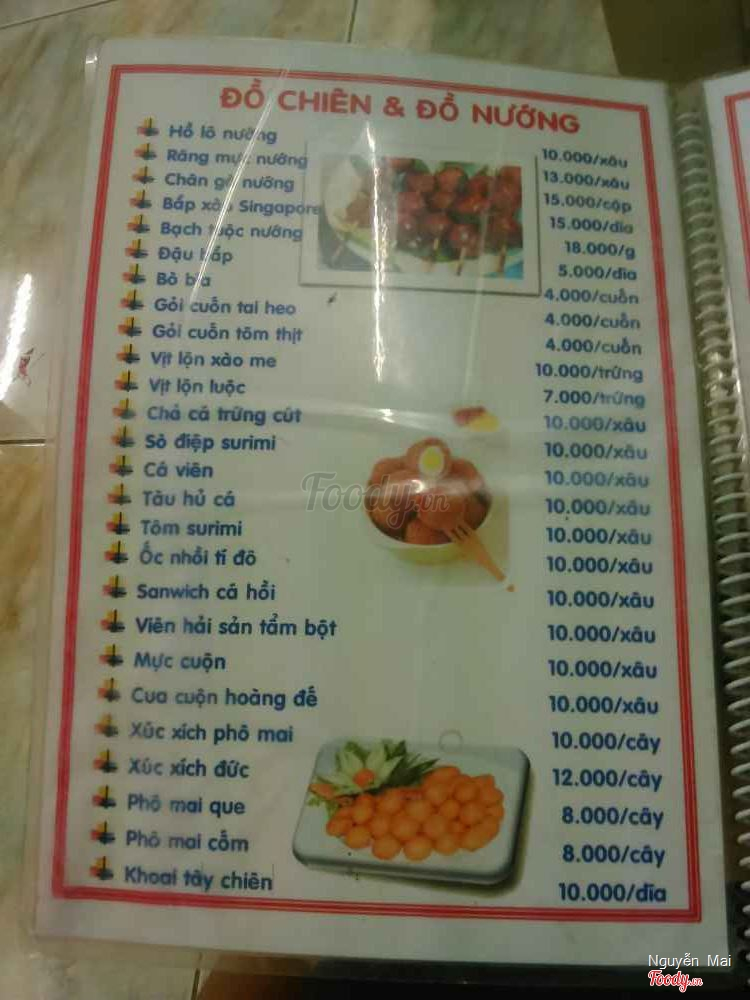 ĐỒ CHIÊN & ĐỒ NƯỚNG
Hồ lô nướng 10.000/xâu
Răng mực nướng 13.000/xâu
Chân gà nướng 15.000/cặp
Bắp xào Singapore 15.000/dĩa
Bạch tuộc nướng 18.000/g
Đậu bắp 5.000/dĩa
Bò bía 4.000/cuốn
Gỏi cuốn tai heo 4.000/cuốn
Gỏi cuốn tôm thịt 4.000/cuốn
Vịt lộn xào me 10.000/trứng
Vịt lộn luộc 7.000/trứng
Chả cá trứng cút 10.000/xâu
Sò điệp surimi 10.000/xâu
Cá viên 10.000/xâu
Tàu hủ cá 10.000/xâu
Tôm surimi 10.000/xâu
Ốc nhồi tí đô 10.000/xâu
Sanwich cá hồi 10.000/xâu
Viên hải sản tẩm bột 10.000/xâu
Mực cuộn 10.000/xâu
Cua cuộn hoàng đế 10.000/xâu
Xúc xích phô mai 10.000/cây
Xúc xích đức 12.000/cây
Phô mai que 8.000/cây
Phô mai cốm 8.000/cây
Khoai tây chiên 10.000/dĩa
Foody.vn
Nguyễn Mai
Foody.vn